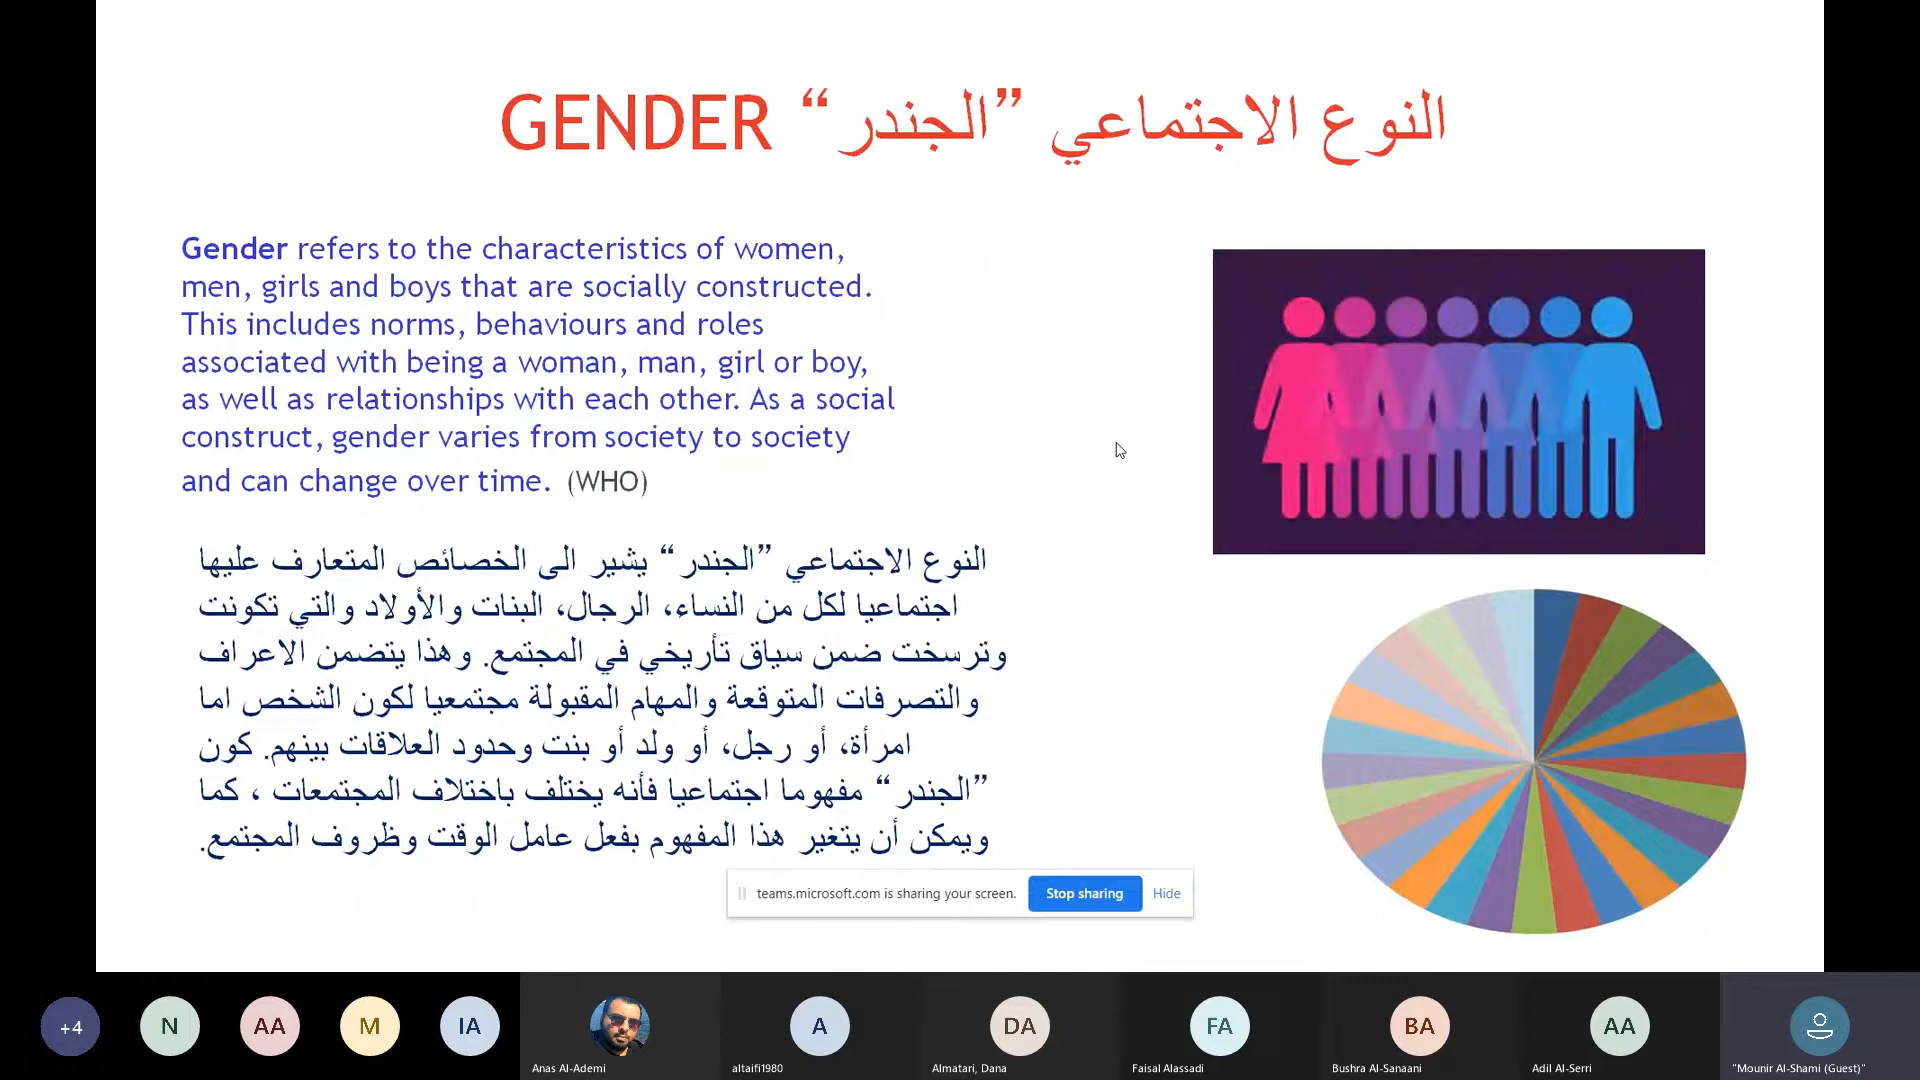 النوع الاجتماعي ”الجندر“ GENDER
Gender refers to the characteristics of women,
men, girls and boys that are socially constructed.
This includes norms, behaviours and roles
associated with being a woman, man, girl or boy,
as well as relationships with each other. As a social
construct, gender varies from society to society
and can change over time. (WHO)
النوع الاجتماعي ”الجندر“ يشير الى الخصائص المتعارف عليها
اجتماعيا لكل من النساء، الرجال، البنات والأولاد والتي تكونت
وترسخت ضمن سياق تأريخي في المجتمع. وهذا يتضمن الاعراف
والتصرفات المتوقعة والمهام المقبولة مجتمعيا لكون الشخص اما
امرأة، أو رجل، أو ولد أو بنت وحدود العلاقات بينهم. كون
”الجندر“ مفهوما اجتماعيا فأنه يختلف باختلاف المجتمعات ، كما
ويمكن أن يتغير هذا المفهوم بفعل عامل الوقت وظروف المجتمع.
teams.microsoft.com is sharing your screen. Stop sharing Hide
+4 N AA M IA A DA FA BA AA
Anas Al-Ademi altaifi1980 Almatari, Dana Faisal Alassadi Bushra Al-Sanaani Adil Al-Serri "Mounir Al-Shami (Guest)"